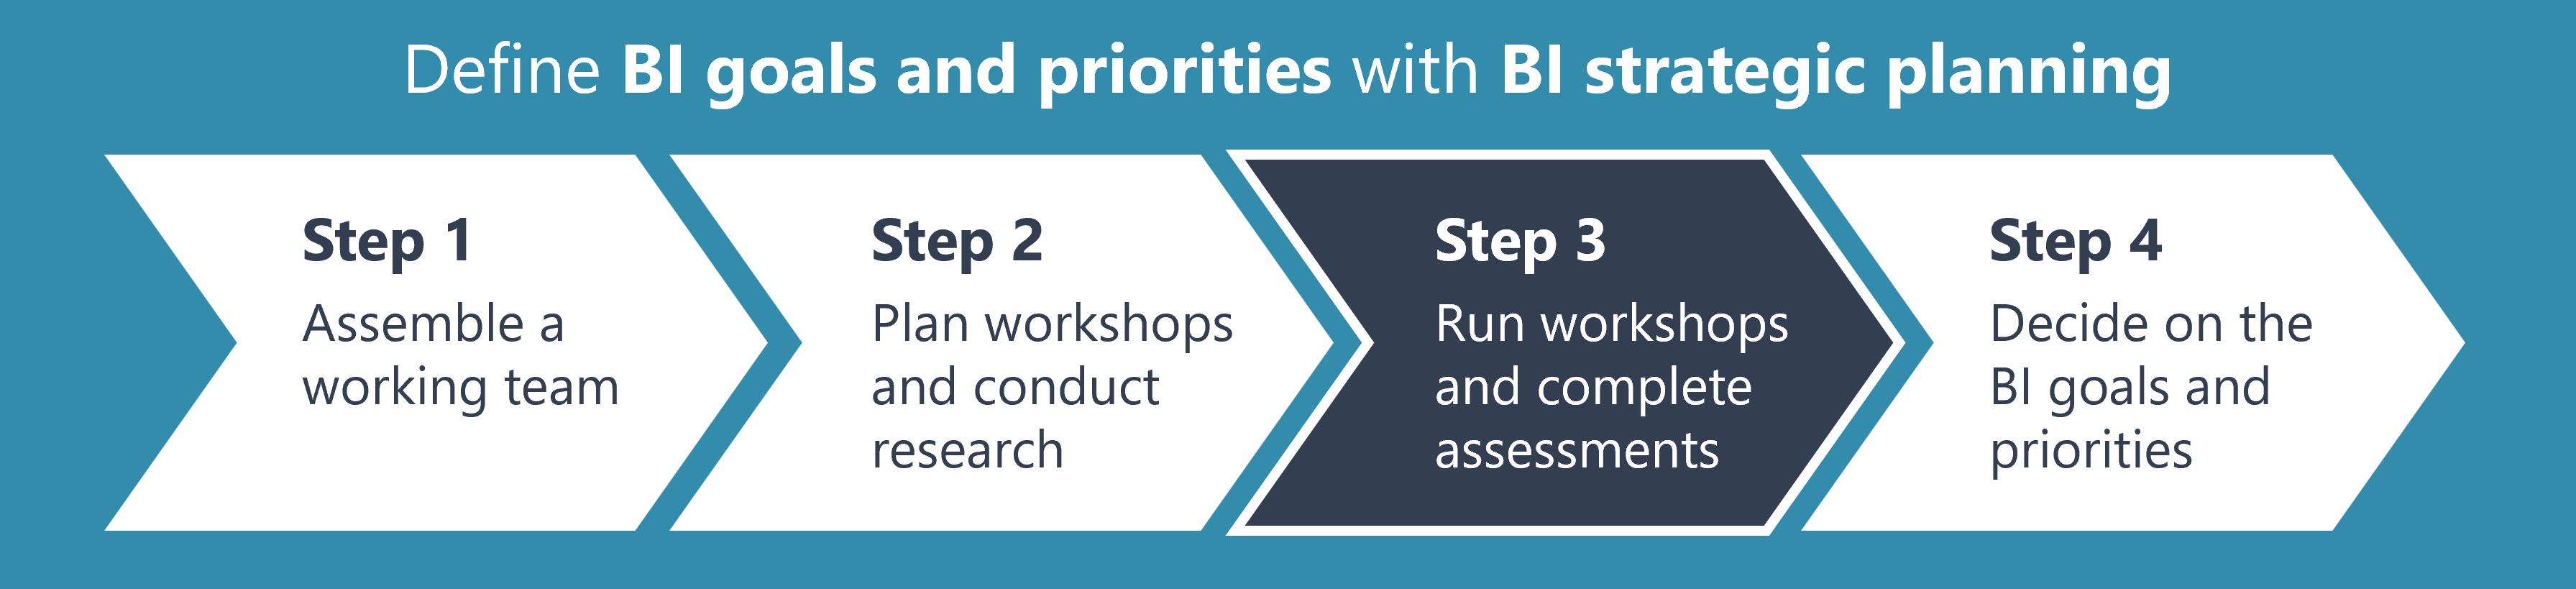 Define BI goals and priorities with BI strategic planning
Step 1
Assemble a
working team
Step 2
Plan workshops
and conduct
research
Step 3
Run workshops
and complete
assessments
Step 4
Decide on the
BI goals and
priorities